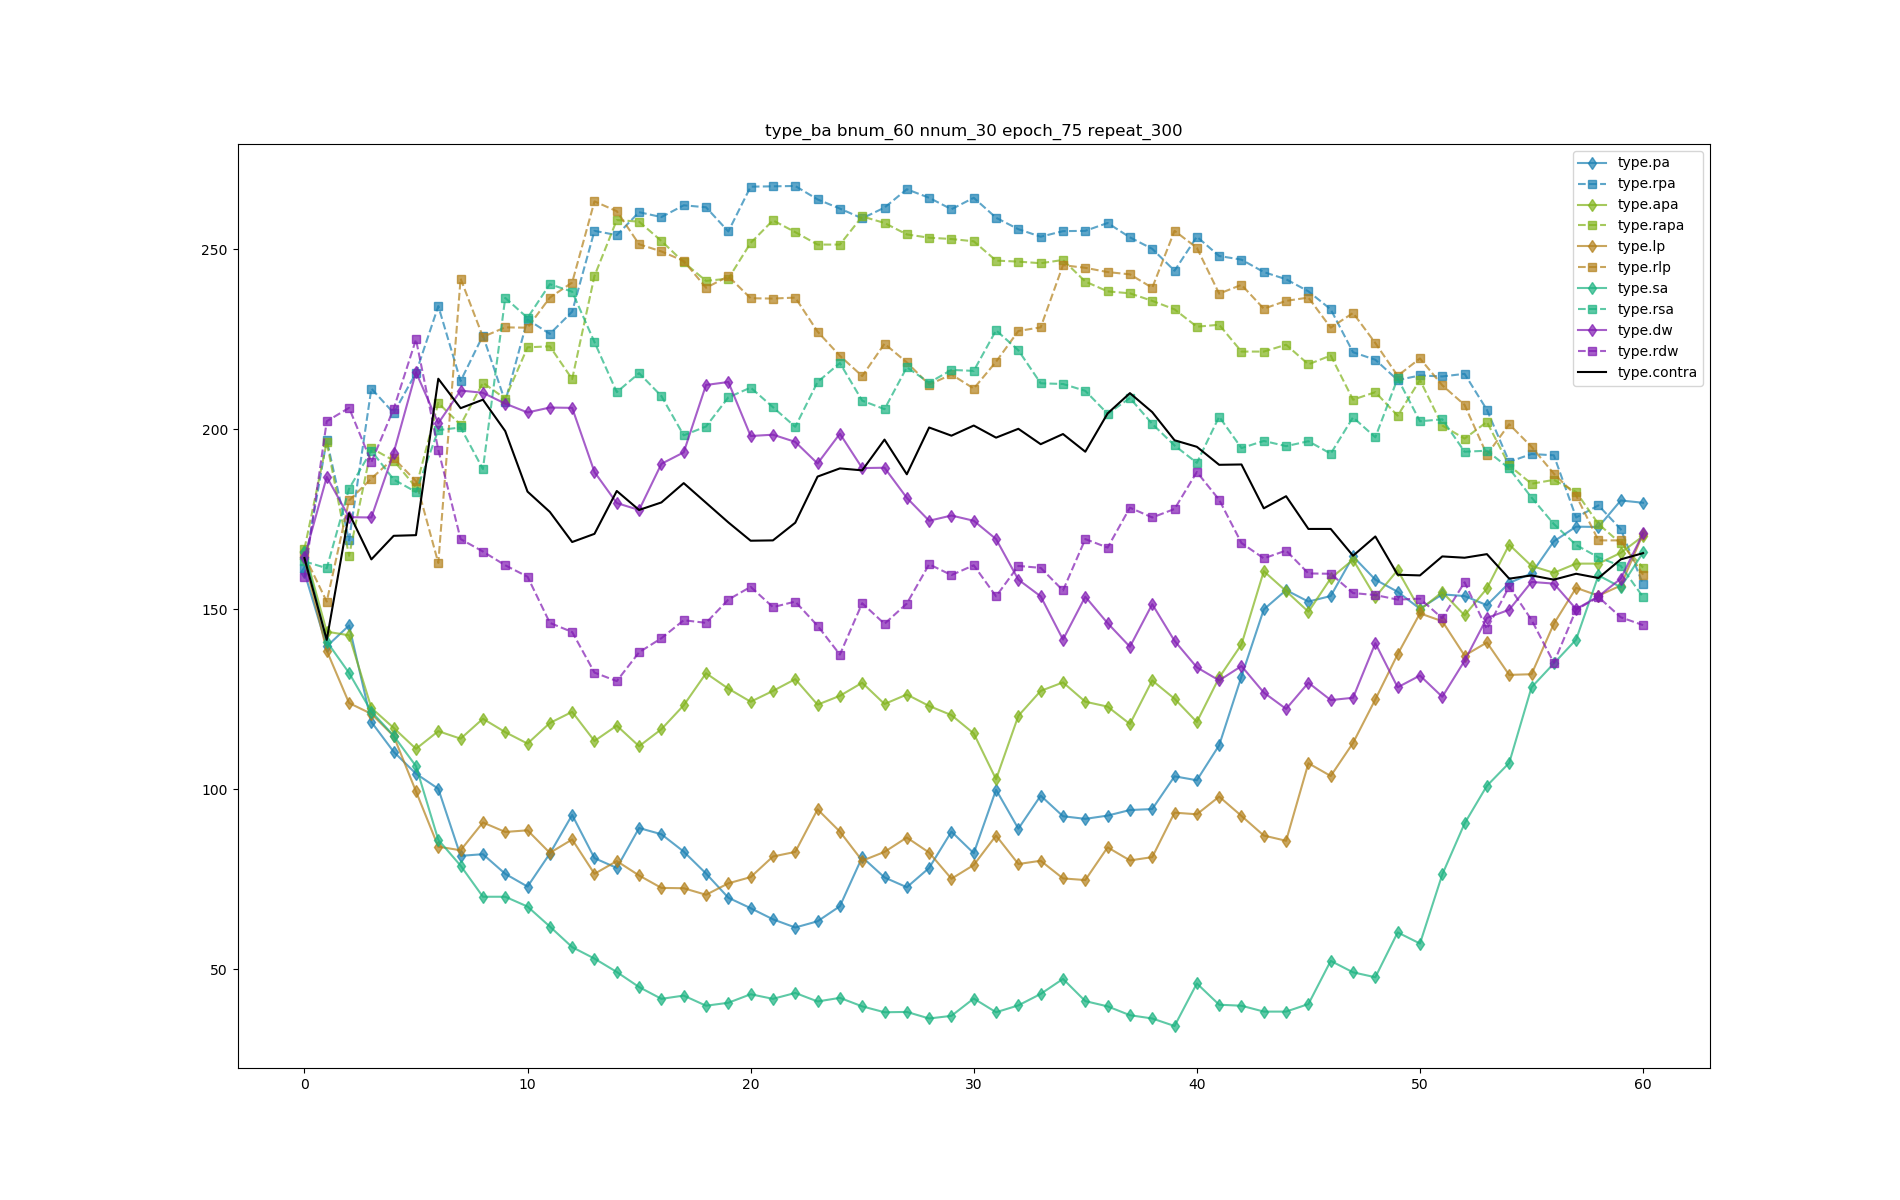 type_ba bnum_60 nnum_30 epoch_75 repeat_300
type.pa
type.rpa
type.apa
type.rapa
type.lp
type.rlp
type.sa
type.rsa
type.dw
type.rdw
type.contra
250
200
150
100
50
0 10 20 30 40 50 60